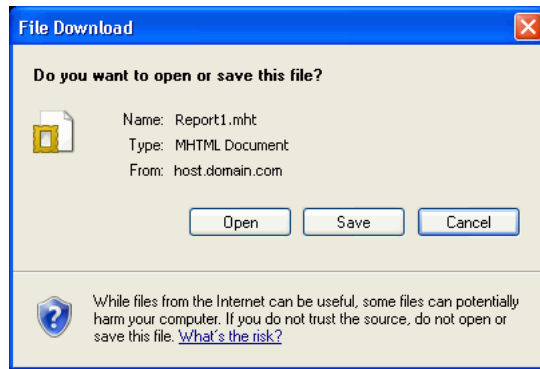 File Download
Do you want to open or save this file?
Name: Report1.mht
Type: MHTML Document
From: host.domain.com
Open Save Cancel
While files from the Internet can be useful, some files can potentially
harm your computer. If you do not trust the source, do not open or
save this file. What's the risk?